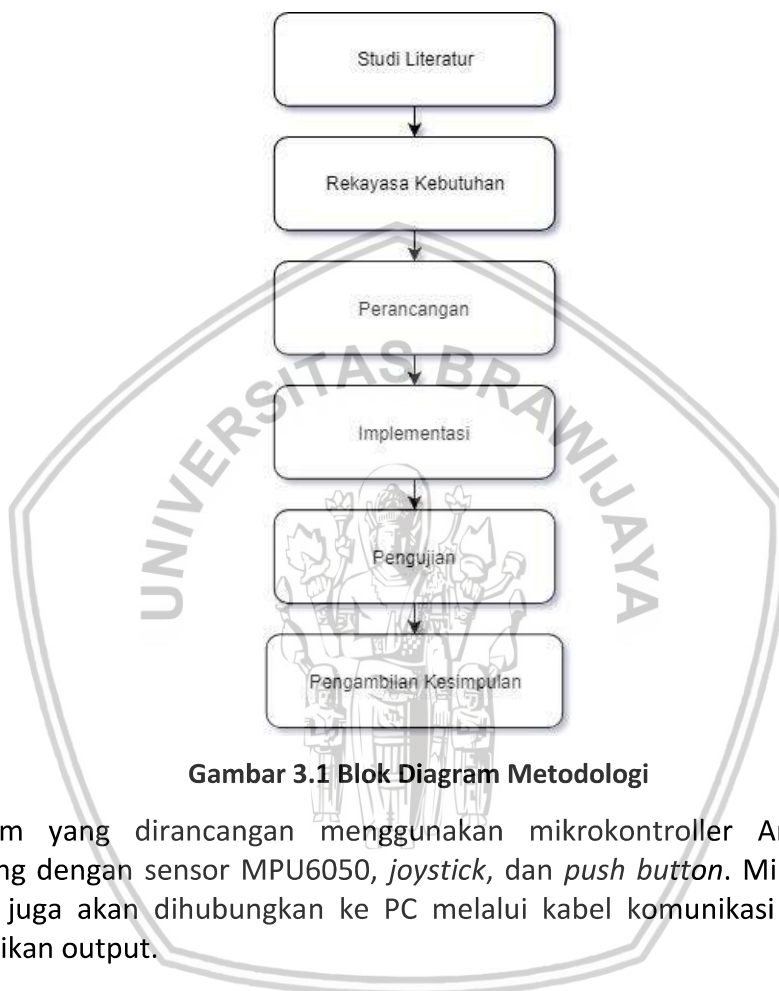 Studi Literatur
Rekayasa Kebutuhan
Perancangan
Implementasi
Pengujian
Pengambilan Kesimpulan
UNIVERSITAS BRAWIJAYA
Gambar 3.1 Blok Diagram Metodologi
yang dirancangan menggunakan mikrokontroller
dengan sensor MPU6050, joystick, dan push button.
juga akan dihubungkan ke PC melalui kabel komunikasi
output.